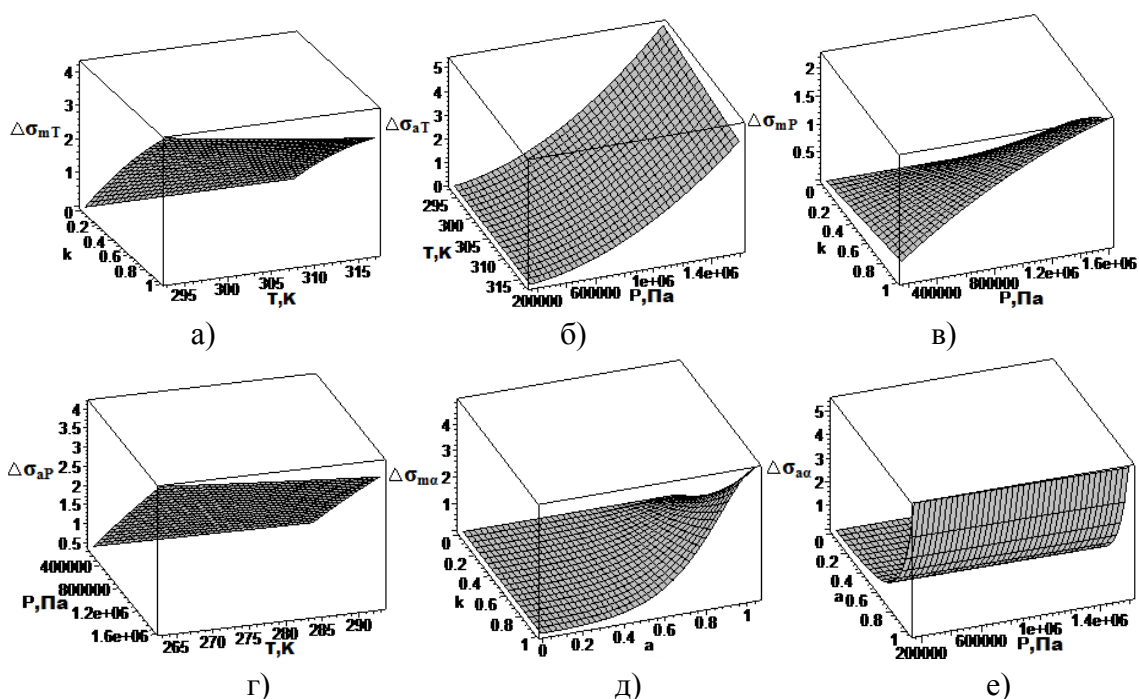 4
3
ΔσmT 2
1
0
0.2
0.4
k 0.6
0.8
1
295 300 305 310 315
T,K
а)
5
4
3
Δσaт 2
1
0
295
300
T,K 305
310
315
200000 600000 1e+06 1.4e+06
P,Па
б)
2
1.5
ΔσmP 1
0.5
0
0.2
0.4
k 0.6
0.8
1
400000 800000 1.2e+06 1.6e+06
P,Па
в)
4
3.5
3
ΔσaP 2.5
2
1.5
1
0.5
400000
P,Па 800000
1.2e+06
1.6e+06
265 270 275 280 285 290
T,K
г)
4
3
Δσmα 2
1
0
0.2
k 0.4
0.6
0.8
1
0 0.2 0.4 0.6 0.8 1
a
д)
5
4
3
Δσaα 2
1
0
0.2
0.4
a 0.6
0.8
1
200000 600000 1e+06 1.4e+06
P,Па
е)